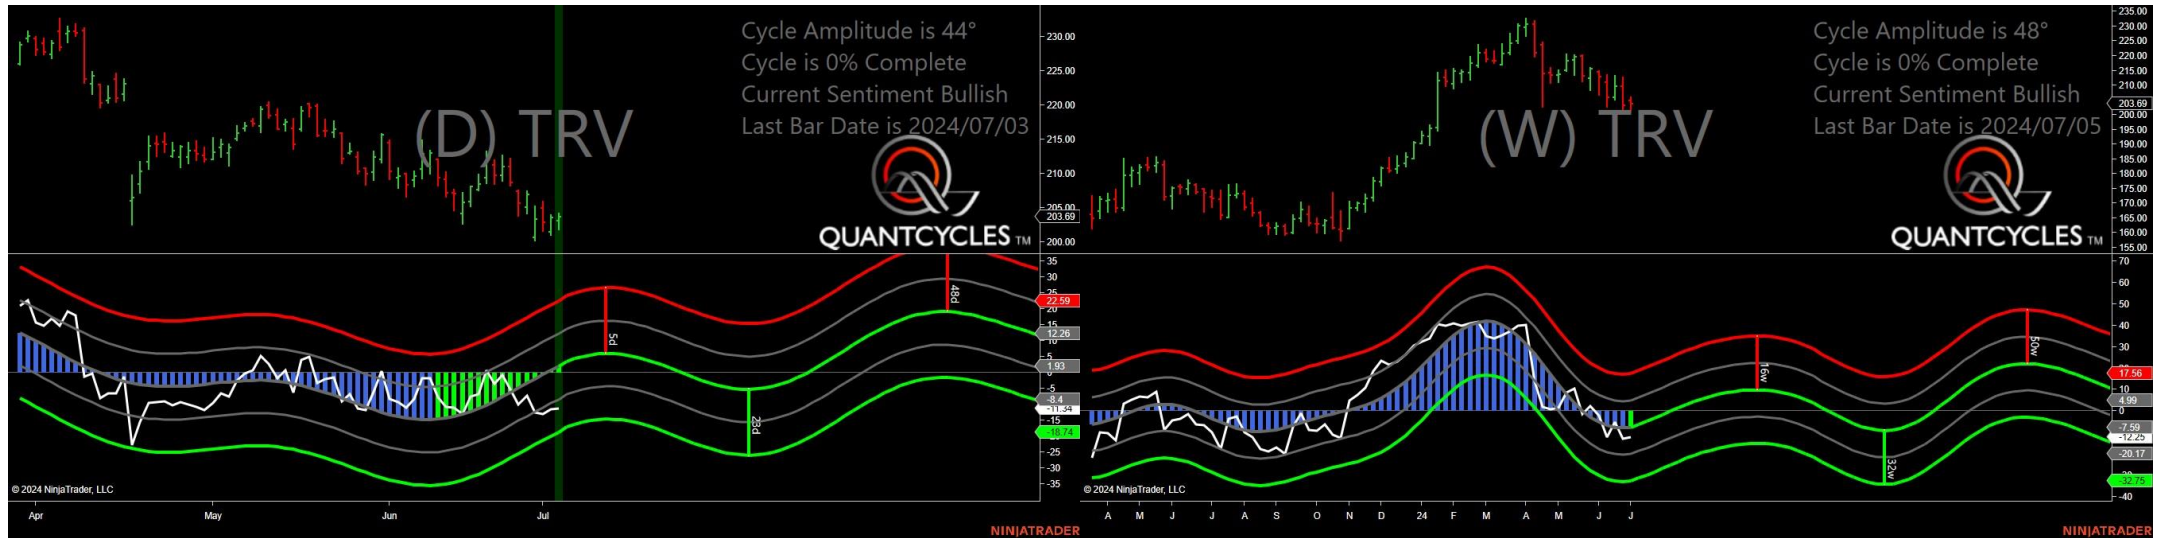 Cycle Amplitude is 44°
Cycle is 0% Complete
Current Sentiment Bullish
Last Bar Date is 2024/07/03
(D) TRV
QUANTCYCLES TM
230.00
225.00
220.00
215.00
210.00
205.00
203.69
200.00
35
30
25
22.59
20
15
12.26
10
5
1.93
0
-5
-8.4
-11.34
-15
-18.74
-25
-30
-35
5d
23d
48d
© 2024 NinjaTrader, LLC
Apr May Jun Jul
NINJATRADER
Cycle Amplitude is 48°
Cycle is 0% Complete
Current Sentiment Bullish
Last Bar Date is 2024/07/05
(W) TRV
QUANTCYCLES TM
235.00
230.00
225.00
220.00
215.00
210.00
203.69
200.00
195.00
190.00
185.00
180.00
175.00
170.00
165.00
160.00
155.00
70
60
50
40
30
17.56
10
4.99
0
-7.59
-12.25
-20.17
-32.75
-40
16w
32w
50w
© 2024 NinjaTrader, LLC
A M J J A S O N D 24 F M A M J J
NINJATRADER